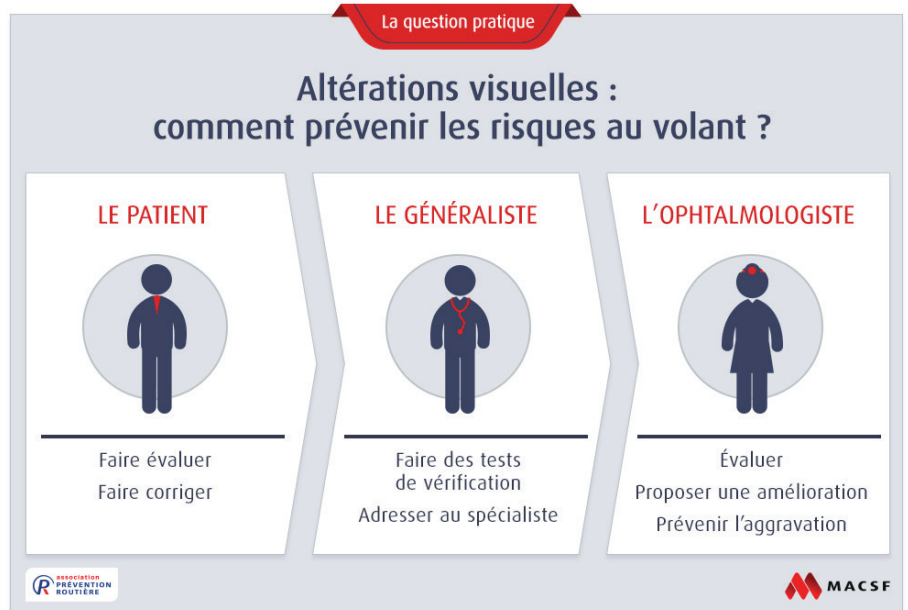 La question pratique
Altérations visuelles :
comment prévenir les risques au volant ?
LE PATIENT
Faire évaluer
Faire corriger
LE GÉNÉRALISTE
Faire des tests
de vérification
Adresser au spécialiste
L'OPHTALMOLOGISTE
Évaluer
Proposer une amélioration
Prévenir l'aggravation
association
PRÉVENTION
ROUTIÈRE
MACSF